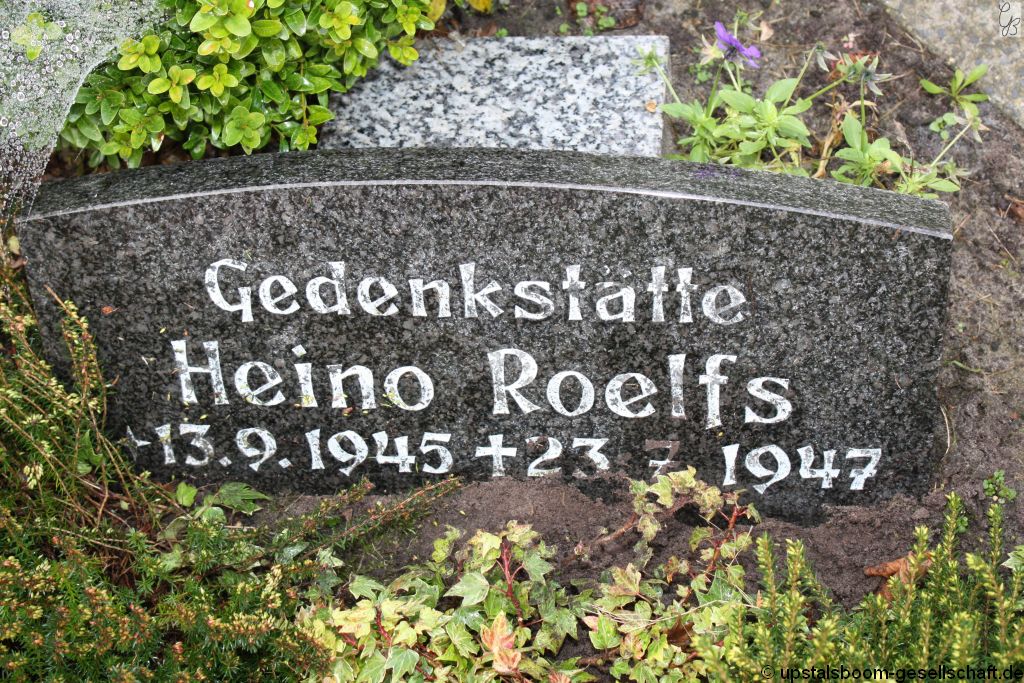 Gedenkstätte
Heino Roelfs
* 13.9.1945 † 23.7.1947
© upstalsboom-gesellschaft.de